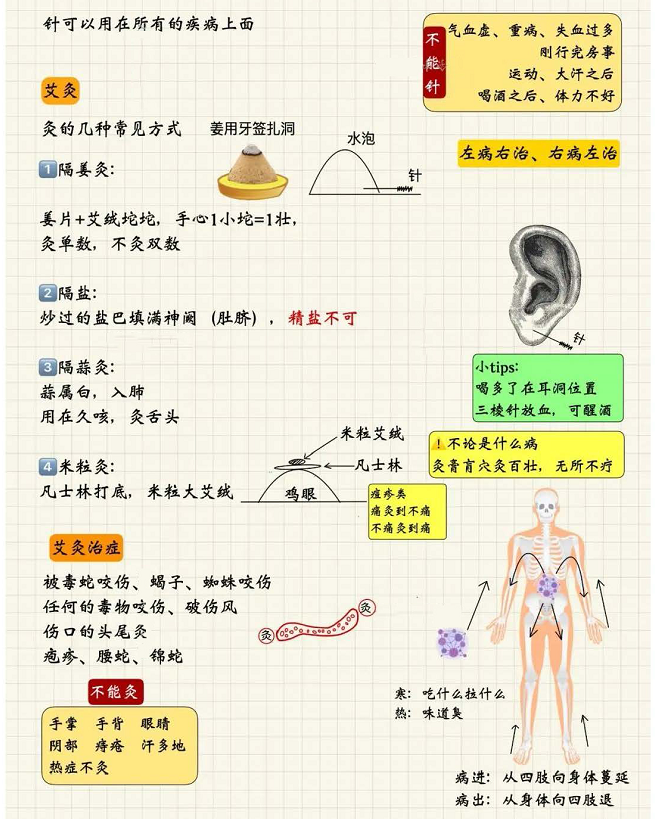 针可以用在所有的疾病上面
不能针
气血虚、重病、失血过多
刚行完房事
运动、大汗之后
喝酒之后、体力不好
艾灸
灸的几种常见方式
姜用牙签扎洞
水泡
针
左病右治、右病左治
1隔姜灸:
姜片+艾绒坨坨, 手心1小坨=1壮,
灸单数, 不灸双数
2隔盐:
炒过的盐巴填满神阙 (肚脐) , 精盐不可
针
3隔蒜灸:
蒜属白, 入肺
用在久咳, 灸舌头
小tips:
喝多了在耳洞位置
三棱针放血, 可醒酒
米粒艾绒
凡士林
鸡眼
4米粒灸:
凡士林打底, 米粒大艾绒
!不论是什么病
灸膏肓穴灸百壮, 无所不疗
疽疹类
痛灸到不痛
不痛灸到痛
艾灸治症
被毒蛇咬伤、蝎子、蜘蛛咬伤
任何的毒物咬伤、破伤风
伤口的头尾灸
疱疹、腰蛇、锦蛇
灸
灸
不能灸
手掌 手背 眼睛
阴部 痔疮 汗多地
热症不灸
寒: 吃什么拉什么
热: 味道臭
病进: 从四肢向身体蔓延
病出: 从身体向四肢退